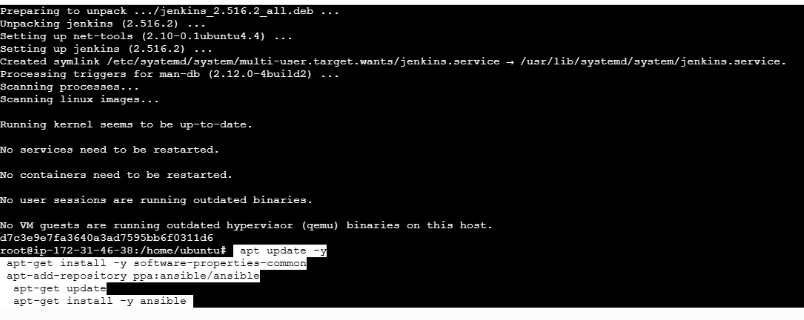 Preparing to unpack .../jenkins_2.516.2_all.deb ...
Unpacking jenkins (2.516.2) ...
Setting up net-tools (2.10-0.1ubuntu4.4) ...
Setting up jenkins (2.516.2) ...
Created symlink /etc/systemd/system/multi-user.target.wants/jenkins.service → /usr/lib/systemd/system/jenkins.service.
Processing triggers for man-db (2.12.0-4build2) ...
Scanning processes...
Scanning linux images...
Running kernel seems to be up-to-date.
No services need to be restarted.
No containers need to be restarted.
No user sessions are running outdated binaries.
No VM guests are running outdated hypervisor (qemu) binaries on this host.
d7c3e9e7fa3640a3ad7595bb6f0311d6
root@ip-172-31-46-38:/home/ubuntu# apt update -y
apt-get install -y software-properties-common
apt-add-repository ppa:ansible/ansible
apt-get update
apt-get install -y ansible